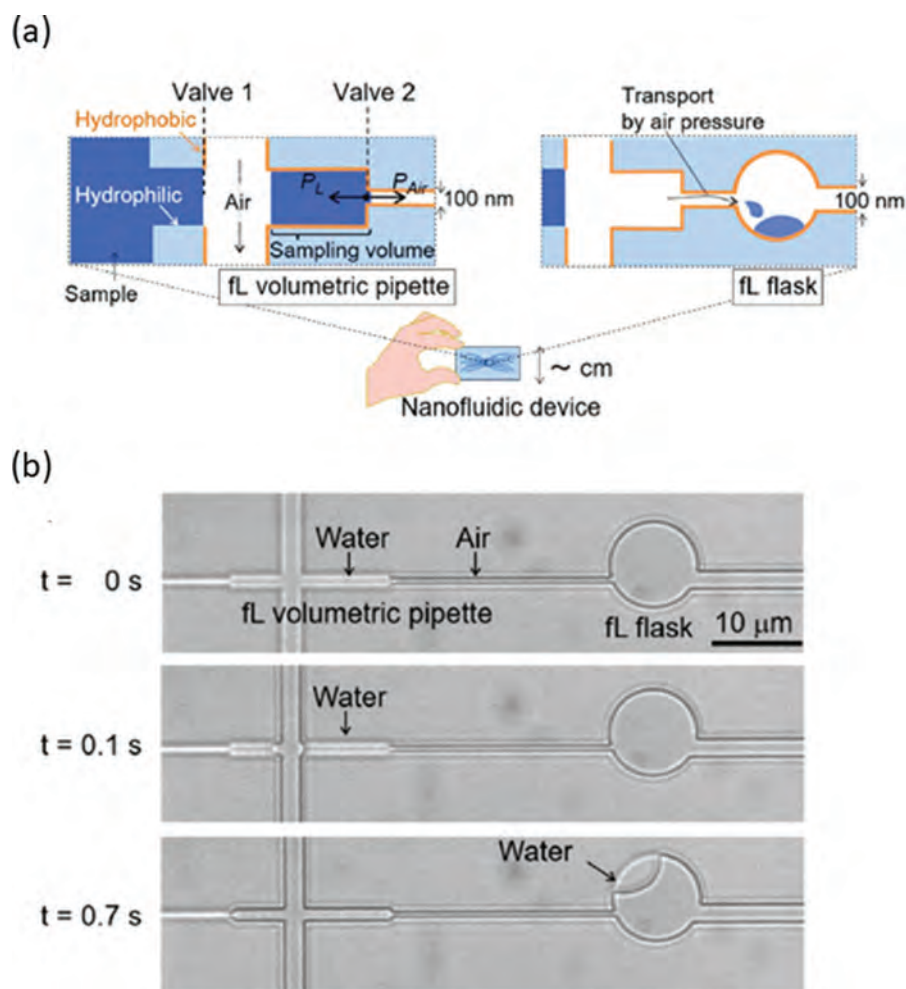 (a)
Valve 1
Valve 2
Hydrophobic
Hydrophilic
Air
P_L
P_Air
100 nm
Sampling volume
Sample
fL volumetric pipette
Transport
by air pressure
100 nm
fL flask
~ cm
Nanofluidic device
(b)
t = 0 s
Water
Air
fL volumetric pipette
fL flask
10 μm
t = 0.1 s
Water
t = 0.7 s
Water